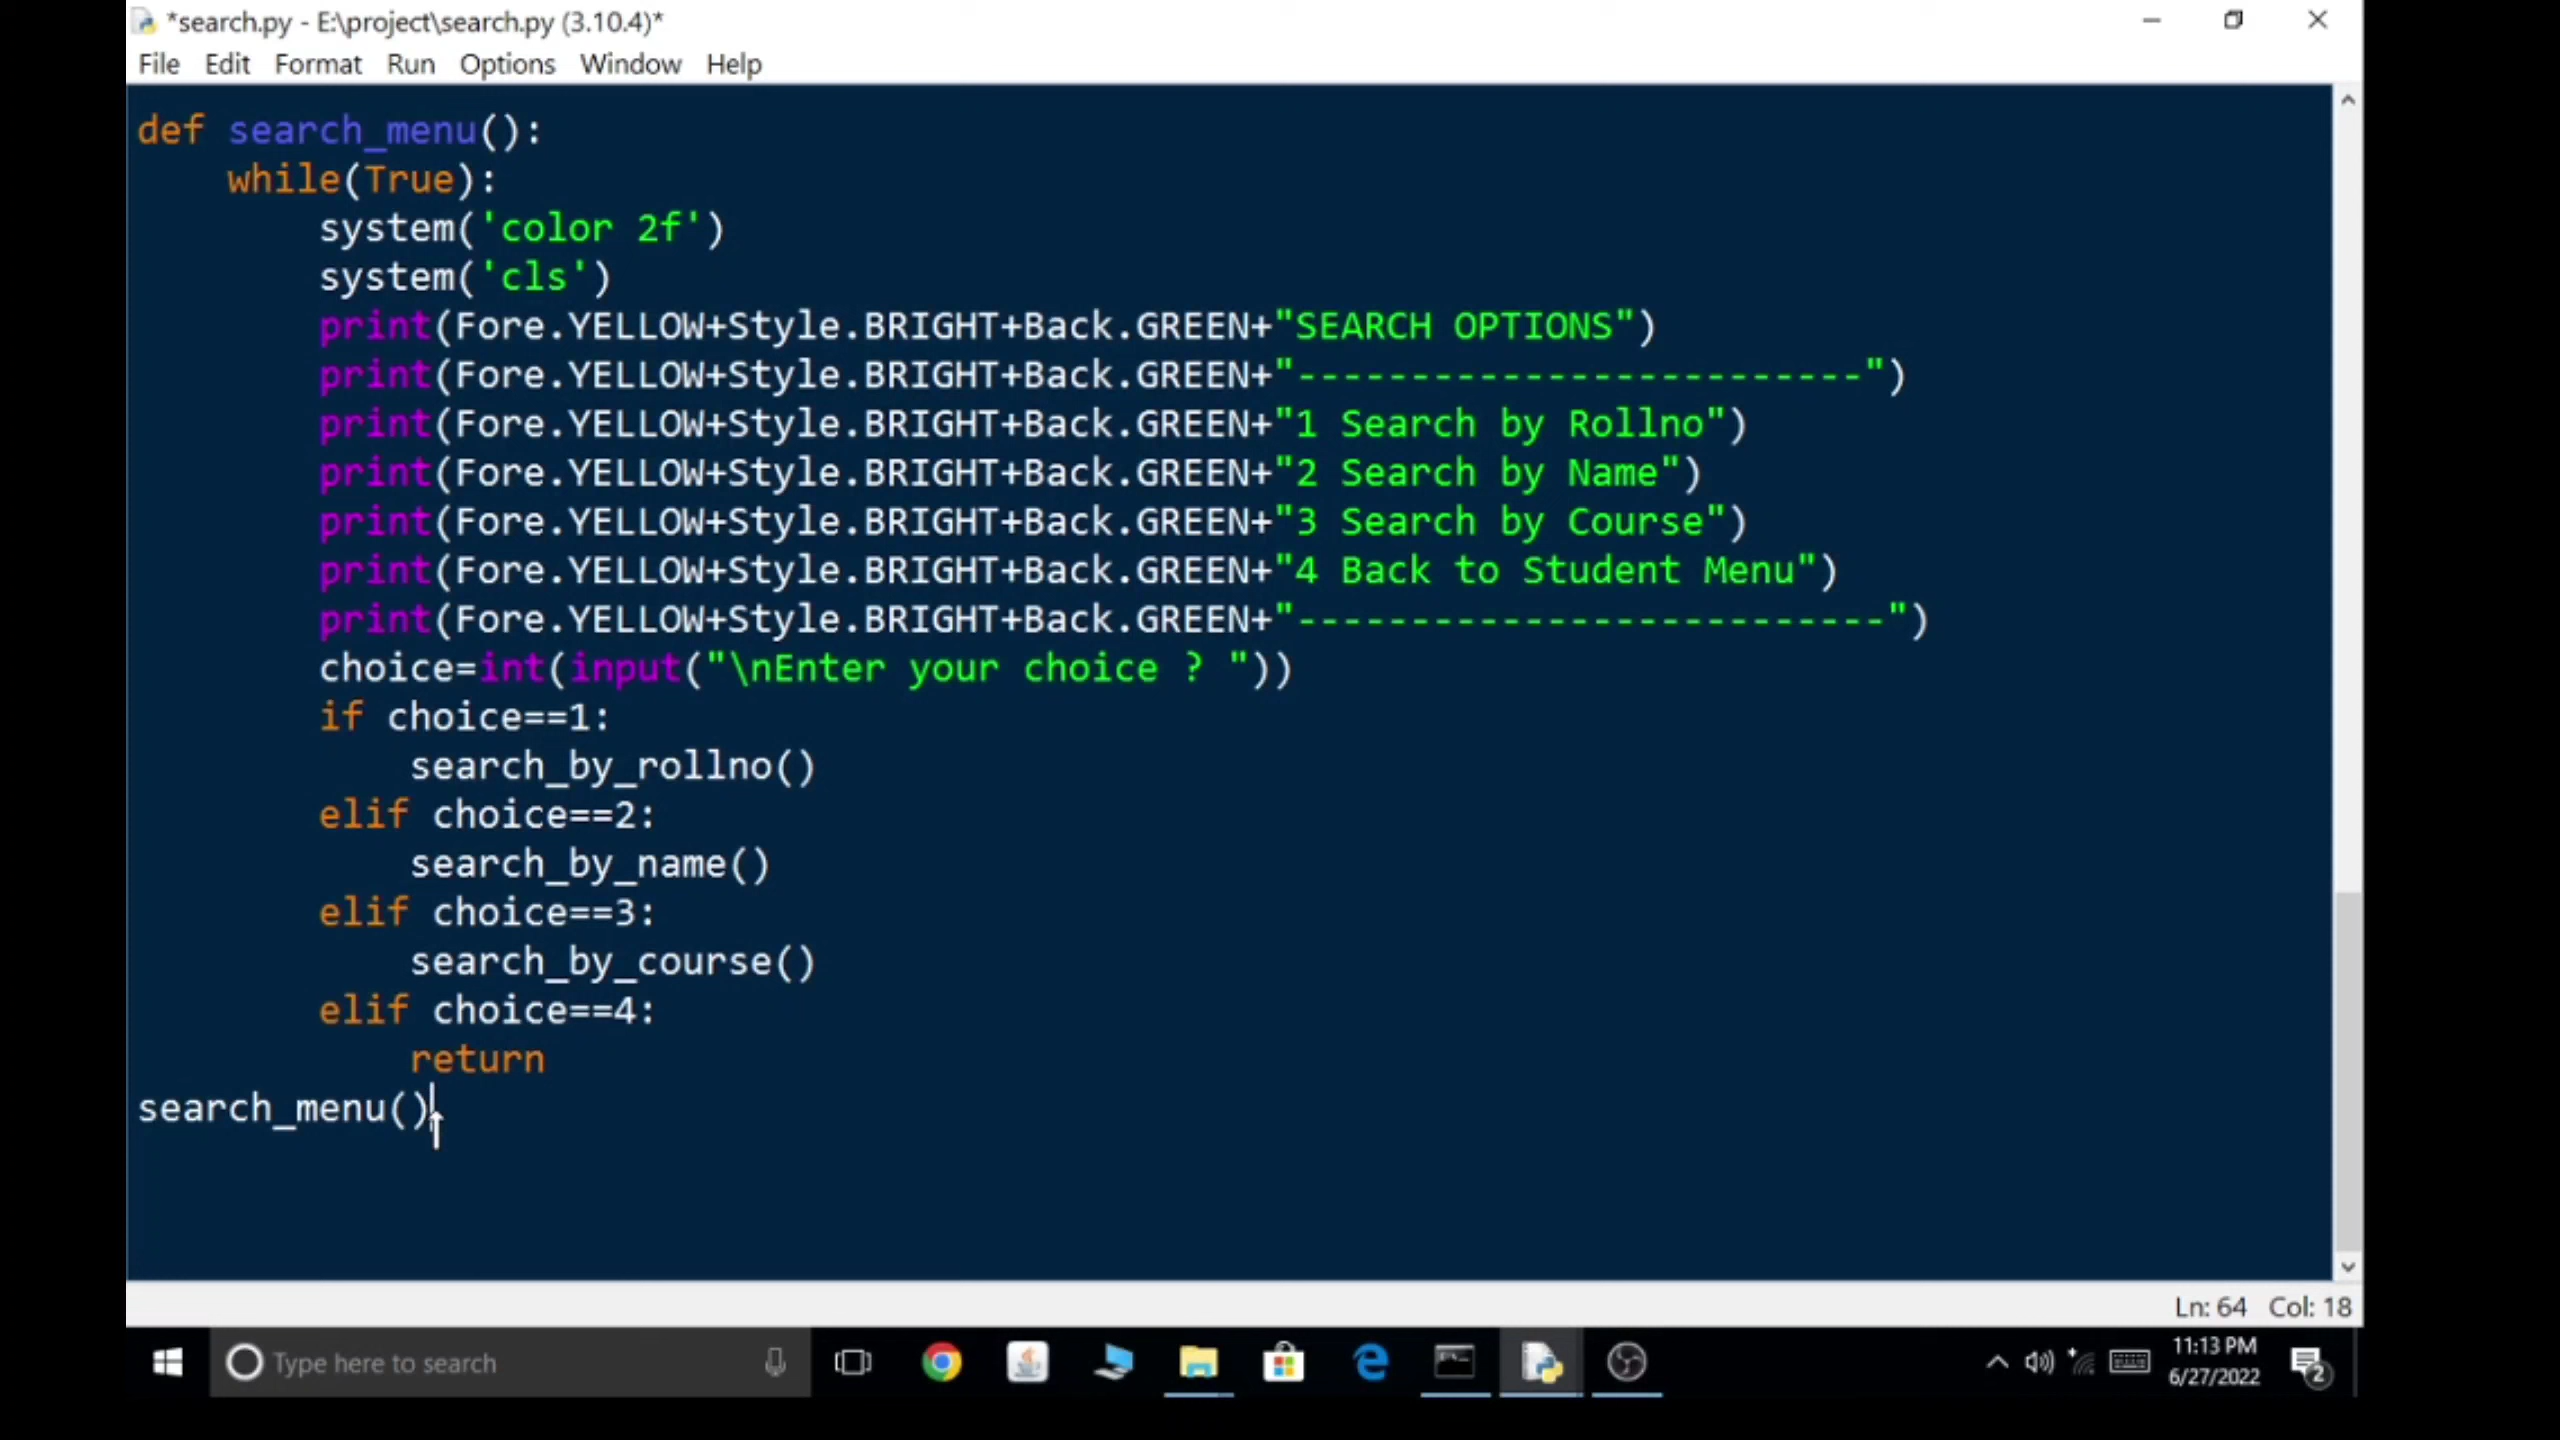 *search.py - E:\project\search.py (3.10.4)*
File Edit Format Run Options Window Help
def search_menu():
    while(True):
        system('color 2f')
        system('cls')
        print(Fore.YELLOW+Style.BRIGHT+Back.GREEN+"SEARCH OPTIONS")
        print(Fore.YELLOW+Style.BRIGHT+Back.GREEN+"-------------------------")
        print(Fore.YELLOW+Style.BRIGHT+Back.GREEN+"1 Search by Rollno")
        print(Fore.YELLOW+Style.BRIGHT+Back.GREEN+"2 Search by Name")
        print(Fore.YELLOW+Style.BRIGHT+Back.GREEN+"3 Search by Course")
        print(Fore.YELLOW+Style.BRIGHT+Back.GREEN+"4 Back to Student Menu")
        print(Fore.YELLOW+Style.BRIGHT+Back.GREEN+"--------------------------")
        choice=int(input("\nEnter your choice ? "))
        if choice==1:
            search_by_rollno()
        elif choice==2:
            search_by_name()
        elif choice==3:
            search_by_course()
        elif choice==4:
            return
search_menu()
Ln: 64 Col: 18
Type here to search
11:13 PM
6/27/2022
2